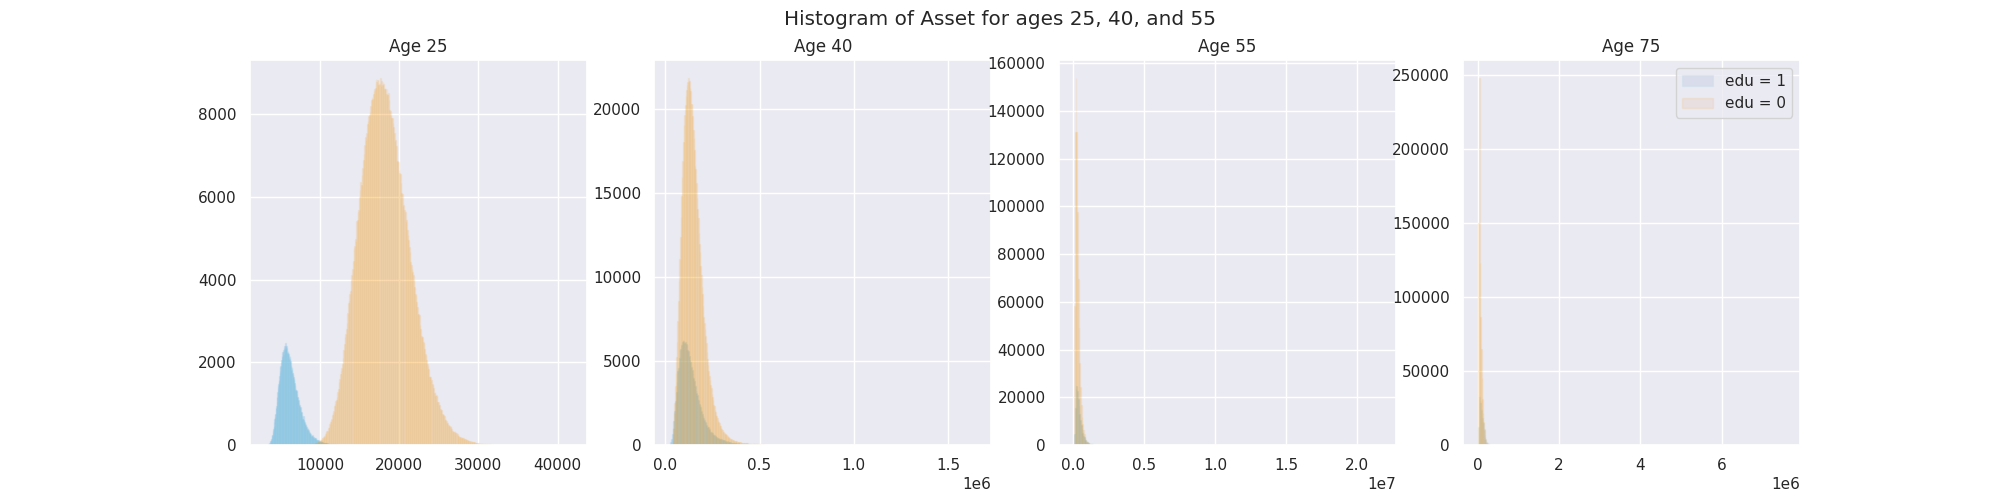 Histogram of Asset for ages 25, 40, and 55
Age 25
8000
6000
4000
2000
0
10000 20000 30000 40000
Age 40
20000
15000
10000
5000
0
0.0 0.5 1.0 1.5
1e6
Age 55
160000
140000
120000
100000
80000
60000
40000
20000
0
0.0 0.5 1.0 1.5 2.0
1e7
Age 75
250000
200000
150000
100000
50000
0
0 2 4 6
1e6
edu = 1
edu = 0